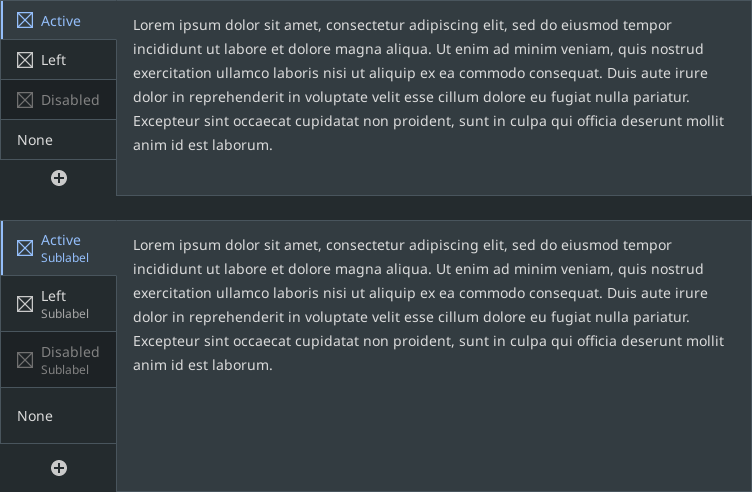 Active
Left
Disabled
None
Lorem ipsum dolor sit amet, consectetur adipiscing elit, sed do eiusmod tempor
incididunt ut labore et dolore magna aliqua. Ut enim ad minim veniam, quis nostrud
exercitation ullamco laboris nisi ut aliquip ex ea commodo consequat. Duis aute irure
dolor in reprehenderit in voluptate velit esse cillum dolore eu fugiat nulla pariatur.
Excepteur sint occaecat cupidatat non proident, sunt in culpa qui officia deserunt mollit
anim id est laborum.
Active
Sublabel
Left
Sublabel
Disabled
Sublabel
None
Lorem ipsum dolor sit amet, consectetur adipiscing elit, sed do eiusmod tempor
incididunt ut labore et dolore magna aliqua. Ut enim ad minim veniam, quis nostrud
exercitation ullamco laboris nisi ut aliquip ex ea commodo consequat. Duis aute irure
dolor in reprehenderit in voluptate velit esse cillum dolore eu fugiat nulla pariatur.
Excepteur sint occaecat cupidatat non proident, sunt in culpa qui officia deserunt mollit
anim id est laborum.